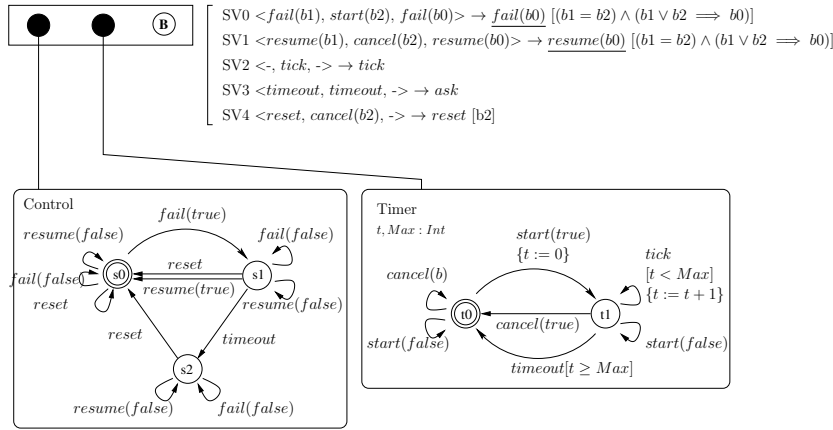 B
SV0 <fail(b1), start(b2), fail(b0)> → fail(b0) [(b1 = b2) ∧ (b1 ∨ b2 ⟹ b0)]
SV1 <resume(b1), cancel(b2), resume(b0)> → resume(b0) [(b1 = b2) ∧ (b1 ∨ b2 ⟹ b0)]
SV2 <-, tick, -> → tick
SV3 <timeout, timeout, -> → ask
SV4 <reset, cancel(b2), -> → reset [b2]
Control
fail(true)
resume(false)
fail(false)
fail(false)
reset
s0
reset
resume(true)
s1
resume(false)
reset
timeout
s2
resume(false)
fail(false)
Timer
t, Max : Int
start(true)
{t := 0}
tick
[t < Max]
{t := t + 1}
cancel(b)
t0
t1
cancel(true)
start(false)
start(false)
timeout[t ≥ Max]